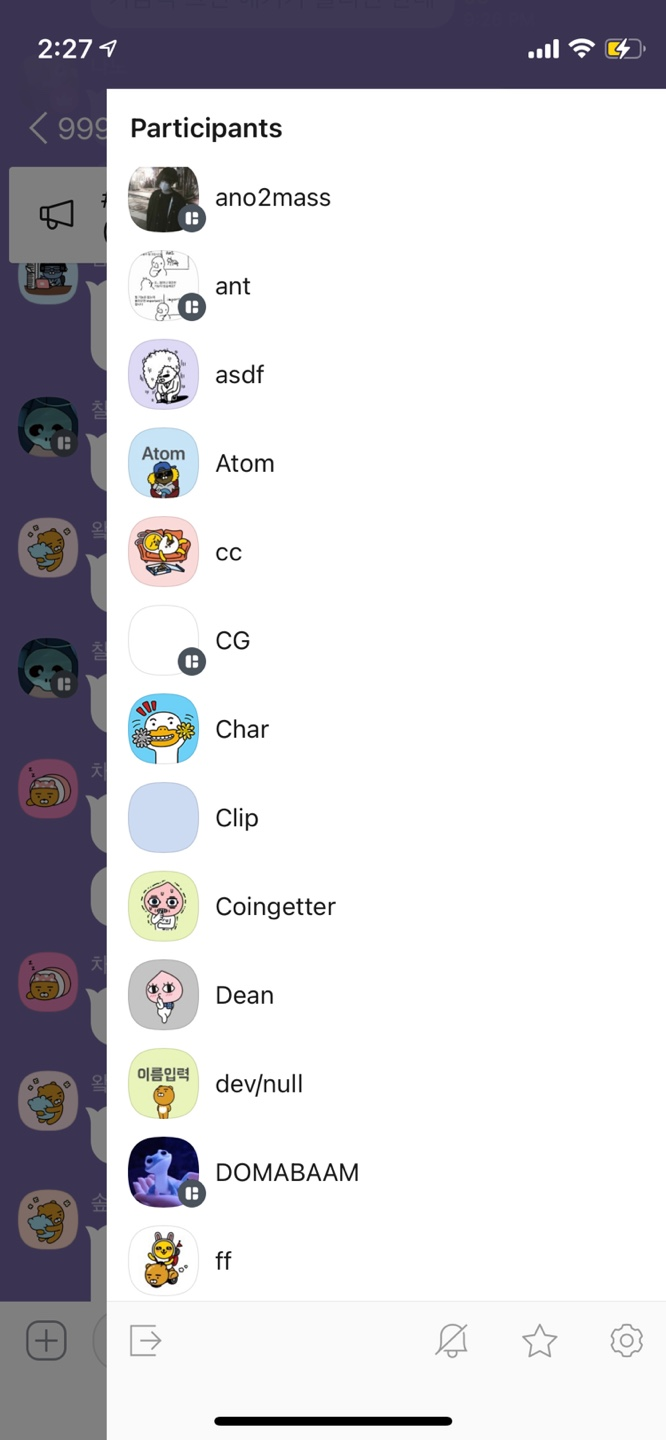 2:27
999
Participants
ano2mass
ant
asdf
Atom
Atom
cc
CG
Char
Clip
Coingetter
Dean
이름입력
dev/null
DOMABAAM
ff